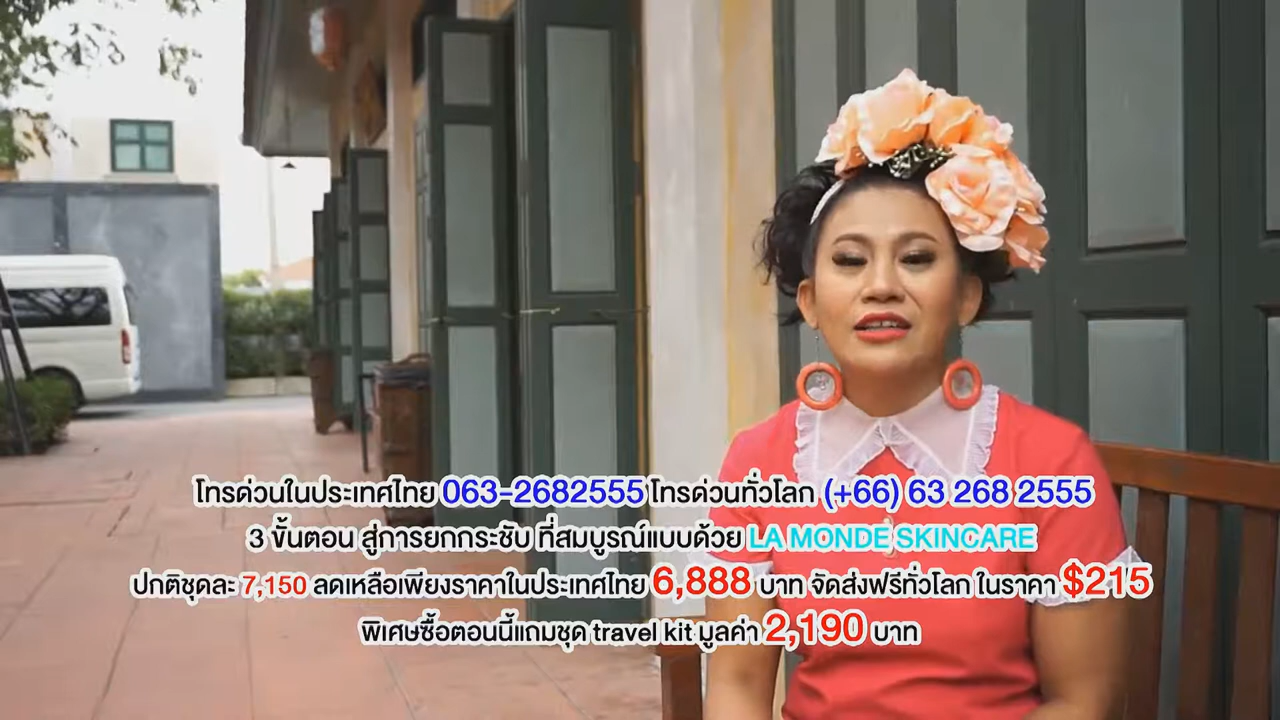 โทรด่วนในประเทศไทย 063-2682555 โทรด่วนทั่วโลก (+66) 63 268 2555
3 ขั้นตอน สู่การยกกระชับ ที่สมบูรณ์แบบด้วย LA MONDE SKINCARE
ปกติชุดละ 7,150 ลดเหลือเพียงราคาในประเทศไทย 6,888 บาท จัดส่งฟรีทั่วโลก ในราคา $215
พิเศษซื้อตอนนี้แถมชุด travel kit มูลค่า 2,190 บาท